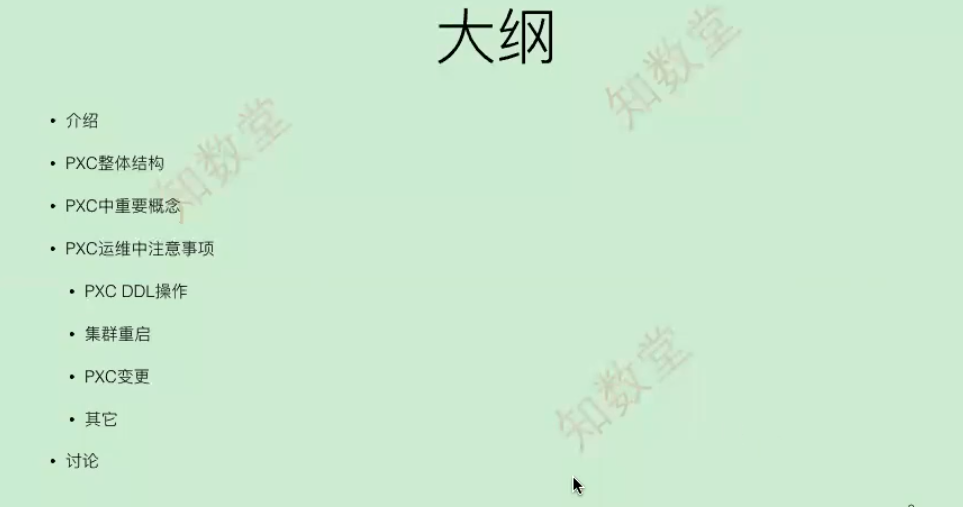 大纲
• 介绍
• PXC整体结构
• PXC中重要概念
• PXC运维中注意事项
• PXC DDL操作
• 集群重启
• PXC变更
• 其它
• 讨论
知数堂
知数堂
知数堂